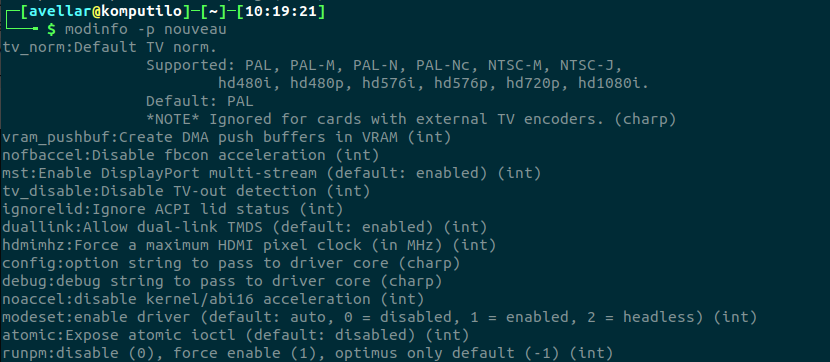 ┌─[avellar@komputilo]─[~]─[10:19:21]
└──╼ $ modinfo -p nouveau
tv_norm:Default TV norm.
Supported: PAL, PAL-M, PAL-N, PAL-Nc, NTSC-M, NTSC-J,
hd480i, hd480p, hd576i, hd576p, hd720p, hd1080i.
Default: PAL
*NOTE* Ignored for cards with external TV encoders. (charp)
vram_pushbuf:Create DMA push buffers in VRAM (int)
nofbaccel:Disable fbcon acceleration (int)
mst:Enable DisplayPort multi-stream (default: enabled) (int)
tv_disable:Disable TV-out detection (int)
ignorelid:Ignore ACPI lid status (int)
duallink:Allow dual-link TMDS (default: enabled) (int)
hdmimhz:Force a maximum HDMI pixel clock (in MHz) (int)
config:option string to pass to driver core (charp)
debug:debug string to pass to driver core (charp)
noaccel:disable kernel/abi16 acceleration (int)
modeset:enable driver (default: auto, 0 = disabled, 1 = enabled, 2 = headless) (int)
atomic:Expose atomic ioctl (default: disabled) (int)
runpm:disable (0), force enable (1), optimus only default (-1) (int)